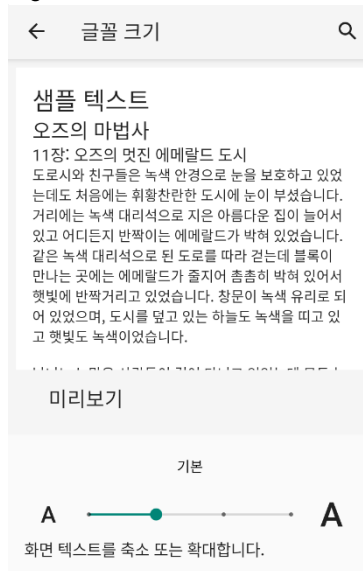 글꼴 크기
샘플 텍스트
오즈의 마법사
11장: 오즈의 멋진 에메랄드 도시
도로시와 친구들은 녹색 안경으로 눈을 보호하고 있었
는데도 처음에는 휘황찬란한 도시에 눈이 부셨습니다.
거리에는 녹색 대리석으로 지은 아름다운 집이 늘어서
있고 어디든지 반짝이는 에메랄드가 박혀 있었습니다.
같은 녹색 대리석으로 된 도로를 따라 걷는데 블록이
만나는 곳에는 에메랄드가 줄지어 촘촘히 박혀 있어서
햇빛에 반짝거리고 있었습니다. 창문이 녹색 유리로 되
어 있었으며, 도시를 덮고 있는 하늘도 녹색을 띠고 있
고 햇빛도 녹색이었습니다.
미리보기
기본
A A
화면 텍스트를 축소 또는 확대합니다.